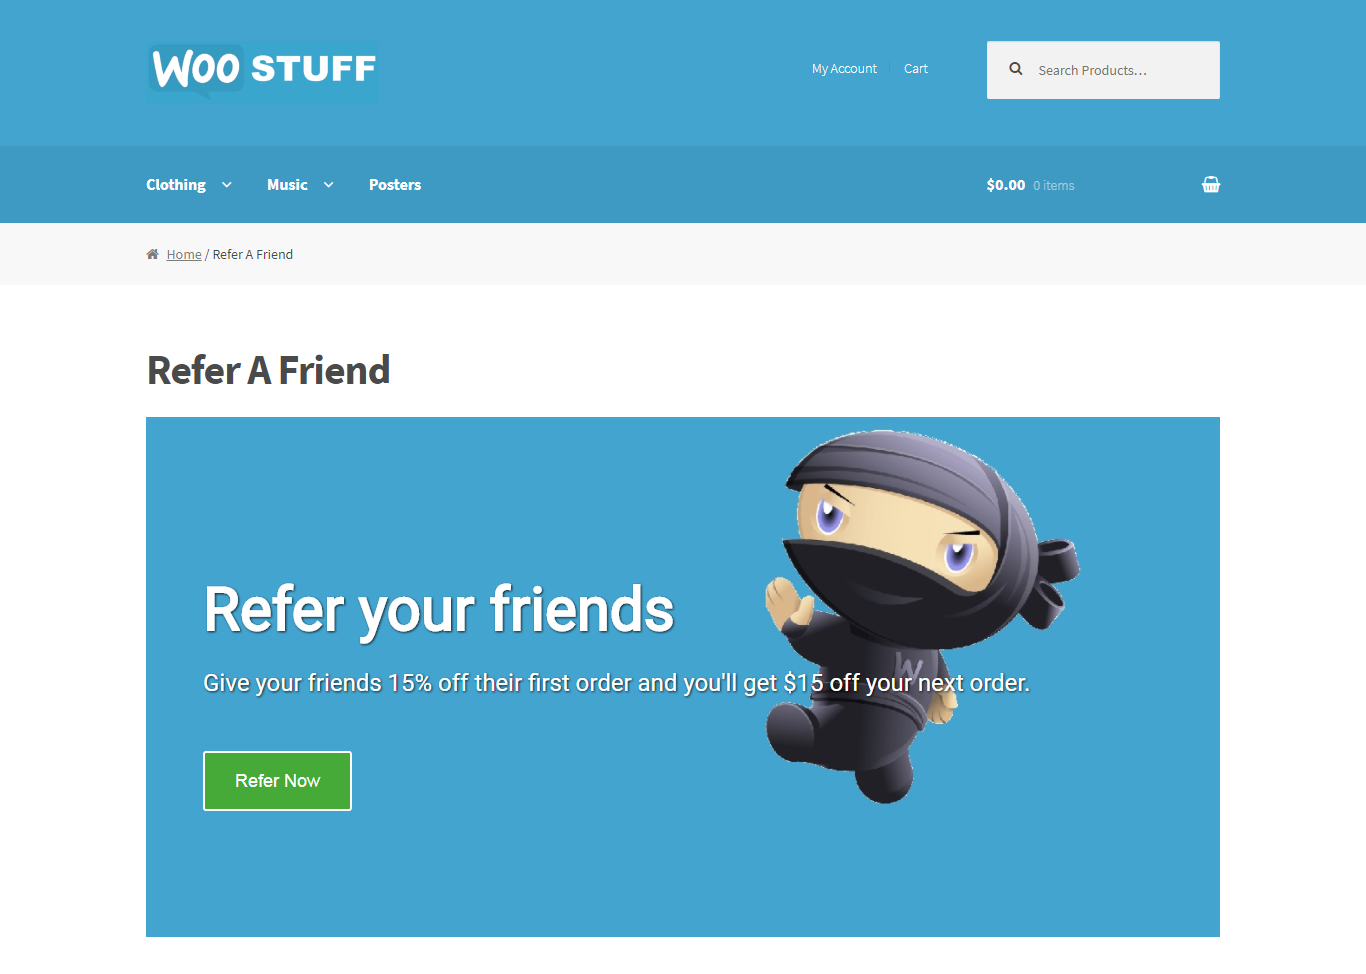 WOO STUFF
My Account
Cart
Search Products...
Clothing
Music
Posters
$0.00 0 items
Home / Refer A Friend
Refer A Friend
Refer your friends
W
Give your friends 15% off their first order and you'll get $15 off your next order.
Refer Now